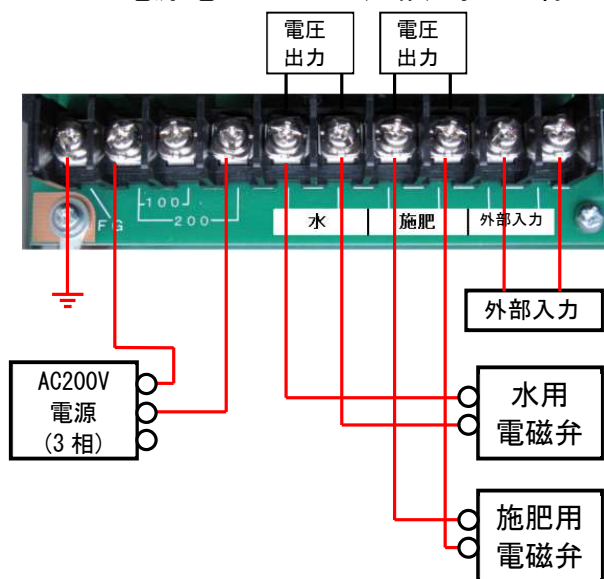 電圧
出力
電圧
出力
FG
100
200
水
施肥
外部入力
外部入力
AC200V
電源
(3 相)
水用
電磁弁
施肥用
電磁弁